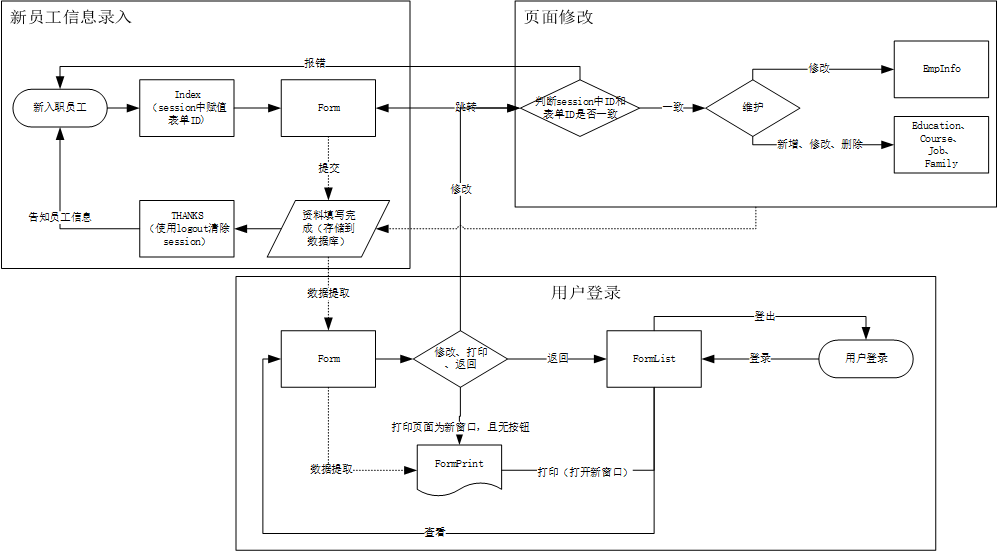 新员工信息录入
页面修改
报错
修改
EmpInfo
新入职员工
Index
（session中赋值
表单ID）
Form
跳转
判断session中ID和
表单ID是否一致
一致
维护
新增、修改、删除
Education、
Course、
Job、
Family
提交
修改
告知员工信息
THANKS
（使用logout清除
session）
资料填写完
成（存储到
数据库）
数据提取
用户登录
登出
Form
修改、打印
、返回
返回
FormList
登录
用户登录
打印页面为新窗口，且无按钮
数据提取
FormPrint
打印（打开新窗口）
查看